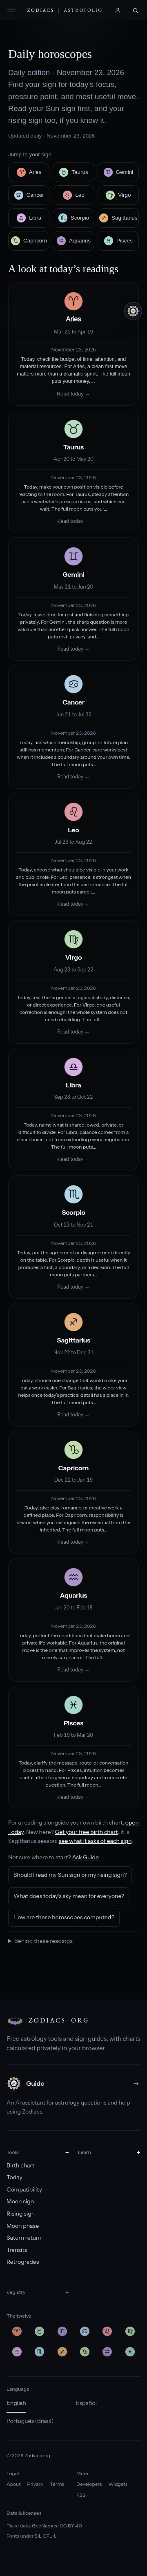 ZODIACS | ASTROFOLIO
Daily horoscopes
Daily edition · November 23, 2026
Find your sign for today's focus,
pressure point, and most useful
move. Read your Sun sign first, and your
rising sign too, if you know it.
Updated daily · November 23, 2026
Jump to your sign
Aries Taurus Gemini
Cancer Leo Virgo
Libra Scorpio Sagittarius
Capricorn Aquarius Pisces
A look at today's readings
Aries
Mar 21 to Apr 19
November 23, 2026
Today, check the budget of time, attention, and
material resources. For Aries, a clean first move
matters more than a dramatic sprint. The full moon
puts your money,...
Read today →
Taurus
Apr 20 to May 20
November 23, 2026
Today, make your own position visible before
reacting to the room. For Taurus, steady attention
can reveal which pressure is real and which can
wait. The full moon puts your...
Read today →
Gemini
May 21 to Jun 20
November 23, 2026
Today, leave time for rest and finishing something
privately. For Gemini, the sharp question is more
valuable than another quick answer. The full moon
puts rest, privacy, and...
Read today →
Cancer
Jun 21 to Jul 22
November 23, 2026
Today, ask which friendship, group, or future plan
still has momentum. For Cancer, care works best
when it includes a boundary around your own energy.
The full moon puts...
Read today →
Leo
Jul 23 to Aug 22
November 23, 2026
Today, choose what should be visible in your work
and public role. For Leo, presence is strongest when
the point is clearer than the performance. The full
moon puts career,...
Read today →
Virgo
Aug 23 to Sep 22
November 23, 2026
Today, test the larger belief against study, distance,
or direct experience. For Virgo, one useful
correction is enough; the whole system does not
need rebuilding. The full...
Read today →
Libra
Sep 23 to Oct 22
November 23, 2026
Today, name what is shared, owed, private, or
difficult to divide. For Libra, balance comes from a
clear choice, not from extending every negotiation.
The full moon puts...
Read today →
Scorpio
Oct 23 to Nov 21
November 23, 2026
Today, put the agreement or disagreement directly
on the table. For Scorpio, depth is useful when it
produces a fact, a boundary, or a decision. The full
moon puts partners...
Read today →
Sagittarius
Nov 22 to Dec 21
November 23, 2026
Today, choose one change that would make your
daily work easier. For Sagittarius, the wider view
helps once today's practical detail has a place in it.
The full moon puts...
Read today →
Capricorn
Dec 22 to Jan 19
November 23, 2026
Today, give play, romance, or creative work a
defined place. For Capricorn, responsibility is
cleaner when you distinguish the essential from the
inherited. The full moon puts...
Read today →
Aquarius
Jan 20 to Feb 18
November 23, 2026
Today, protect the conditions that make home and
private life workable. For Aquarius, the original
move is the one that improves the system, not
merely surprises it. The full...
Read today →
Pisces
Feb 19 to Mar 20
November 23, 2026
Today, clarify the message, route, or conversation
closest to hand. For Pisces, intuition becomes
useful after it is given a boundary and a concrete
question. The full moon...
Read today →
For a reading alongside your own birth chart, open
Today. New here? Get your free birth chart. It is
Sagittarius season: see what it asks of each sign.
Not sure where to start? Ask Guide
Should I read my Sun sign or my rising sign?
What does today's sky mean for everyone?
How are these horoscopes computed?
▸ Behind these readings
ZODIACS·ORG
Free astrology tools and sign guides, with charts
calculated privately in your browser.
Guide →
An AI assistant for astrology questions and help
using Zodiacs.
Tools − Learn +
Birth chart
Today
Compatibility
Moon sign
Rising sign
Moon phase
Saturn return
Transits
Retrogrades
Registry +
The twelve
Language
English Español
Português (Brasil)
© 2026 Zodiacs.org
Legal More
About Privacy Terms Developers Widgets
RSS
Data & licenses
Place data: GeoNames · CC BY 4.0
Fonts under SIL OFL 1.1